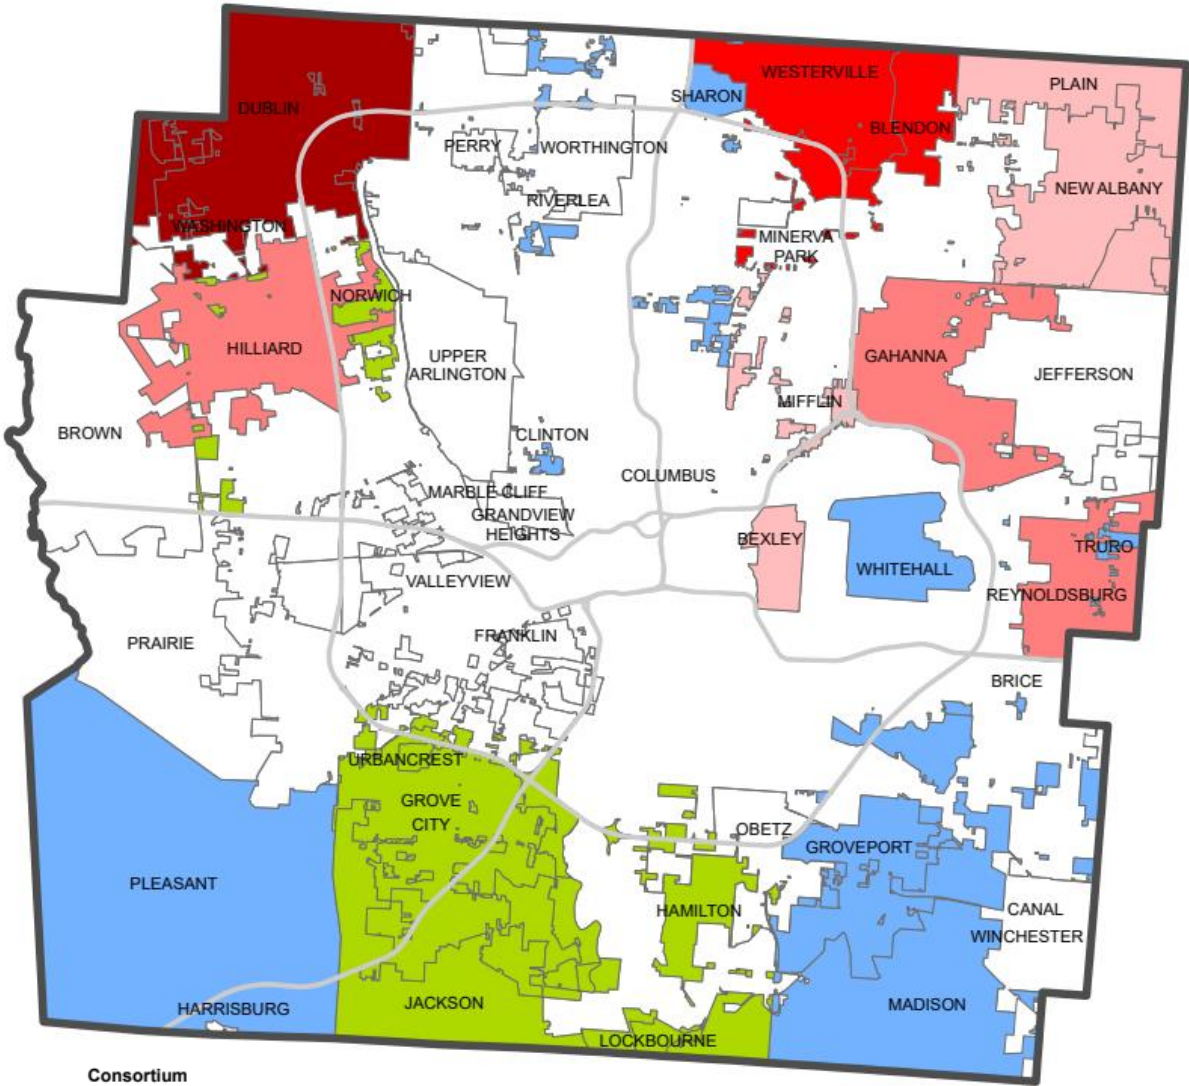 WESTERVILLE
PLAIN
DUBLIN
SHARON
BLENDON
PERRY
WORTHINGTON
NEW ALBANY
RIVERLEA
WASHINGTON
MINERVA
PARK
NORWICH
HILLIARD
UPPER
ARLINGTON
GAHANNA
JEFFERSON
MIFFLIN
BROWN
CLINTON
COLUMBUS
MARBLE CLIFF
GRANDVIEW
HEIGHTS
BEXLEY
TRURO
WHITEHALL
VALLEYVIEW
REYNOLDSBURG
PRAIRIE
FRANKLIN
BRICE
URBANCREST
GROVE
CITY
OBETZ
GROVEPORT
PLEASANT
HAMILTON
CANAL
WINCHESTER
HARRISBURG
JACKSON
MADISON
LOCKBOURNE
Consortium